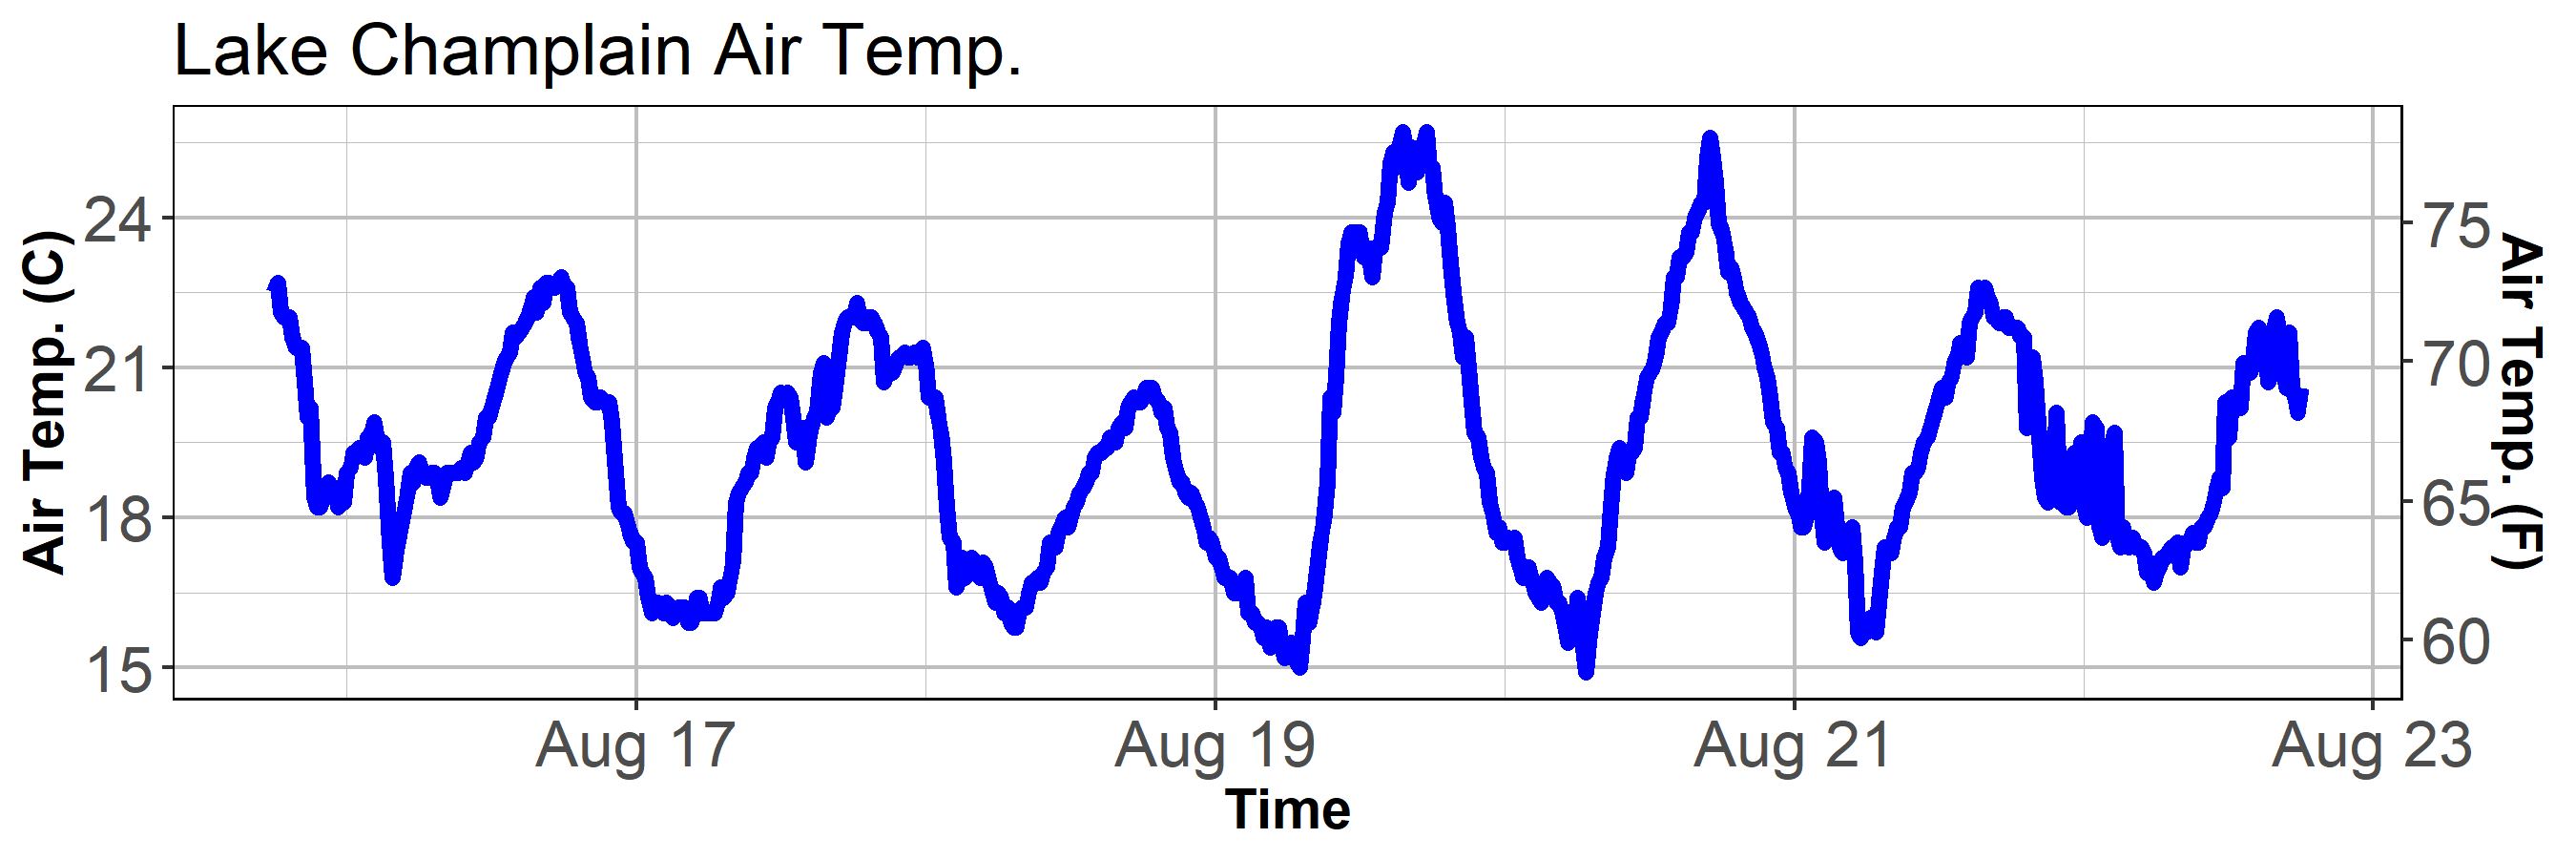 Lake Champlain Air Temp.
Air Temp. (C)
24
21
18
15
75
70
65
60
Air Temp. (F)
Aug 17
Aug 19
Aug 21
Aug 23
Time